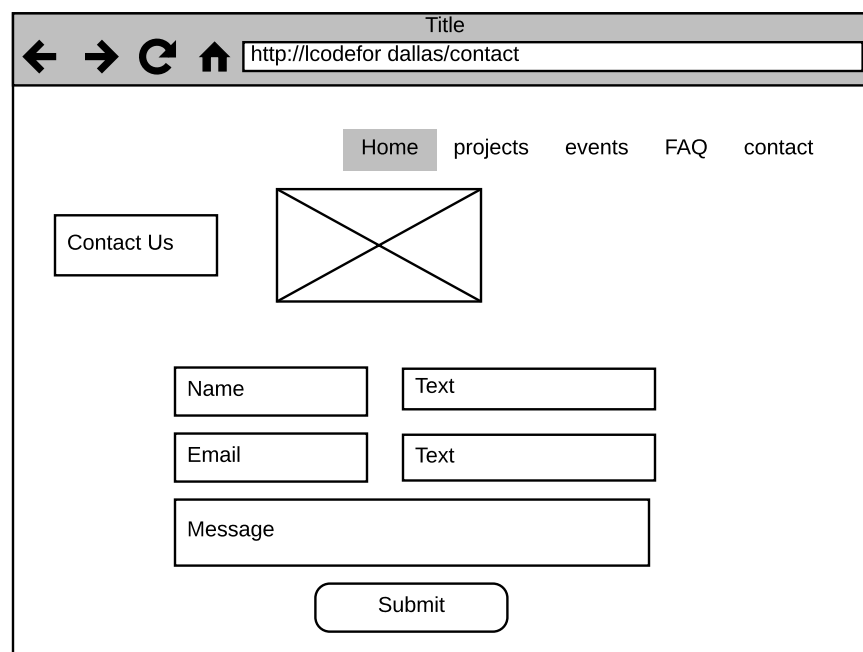 Title
http://lcodefor dallas/contact
Home projects events FAQ contact
Contact Us
Name Text
Email Text
Message
Submit